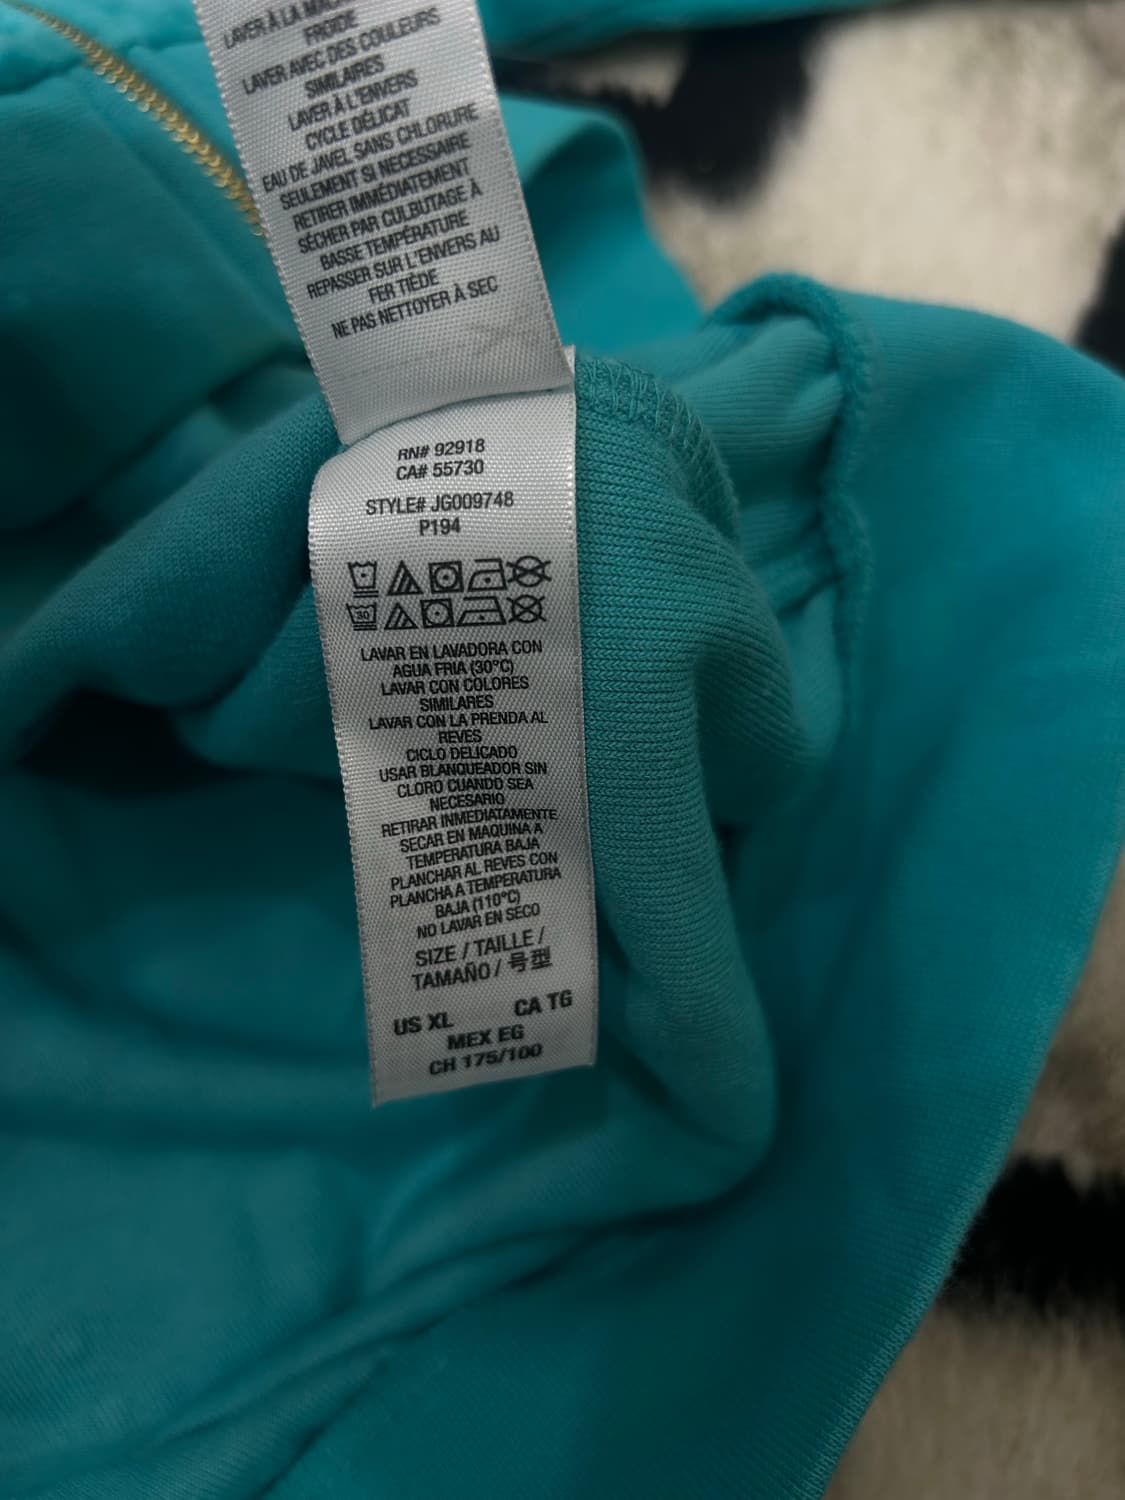 LAVER À LA MACHINE
FROIDE
LAVER AVEC DES COULEURS
SIMILAIRES
LAVER À L'ENVERS
CYCLE DÉLICAT
EAU DE JAVEL SANS CHLORURE
SEULEMENT SI NECESSAIRE
RETIRER IMMÉDIATEMENT
SÉCHER PAR CULBUTAGE À
BASSE TEMPÉRATURE
REPASSER SUR L'ENVERS AU
FER TIÈDE
NE PAS NETTOYER À SEC
RN# 92918
CA# 55730
STYLE# JG009748
P194
30
LAVAR EN LAVADORA CON
AGUA FRIA (30°C)
LAVAR CON COLORES
SIMILARES
LAVAR CON LA PRENDA AL
REVES
CICLO DELICADO
USAR BLANQUEADOR SIN
CLORO CUANDO SEA
NECESARIO
RETIRAR INMEDIATAMENTE
SECAR EN MAQUINA A
TEMPERATURA BAJA
PLANCHAR AL REVES CON
PLANCHA A TEMPERATURA
BAJA (110°C)
NO LAVAR EN SECO
SIZE / TAILLE /
TAMAÑO / 号型
US XL CA TG
MEX EG
CH 175/100